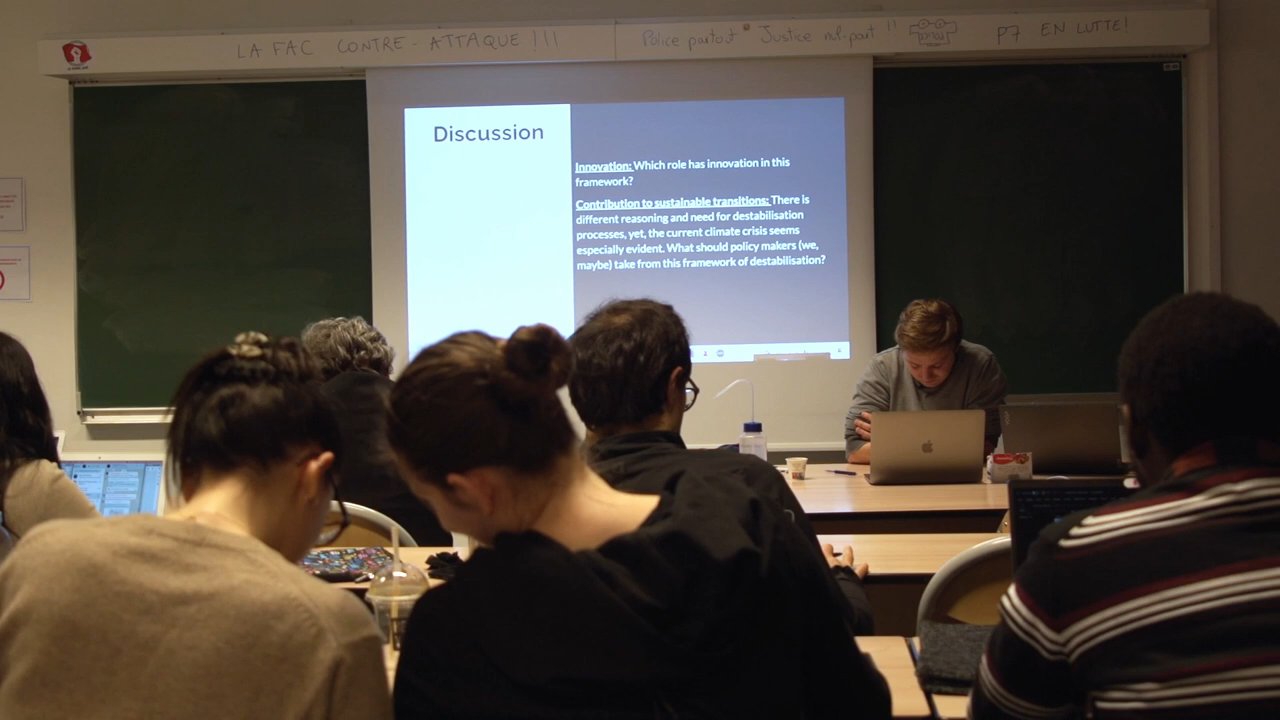 LA FAC CONTRE-ATTAQUE !!!
Police partout Justice nul-part !!
P7 EN LUTTE!
Discussion
Innovation: Which role has innovation in this
framework?
Contribution to sustainable transitions: There is
different reasoning and need for destabilisation
processes, yet, the current climate crisis seems
especially evident. What should policy makers (we,
maybe) take from this framework of destabilisation?